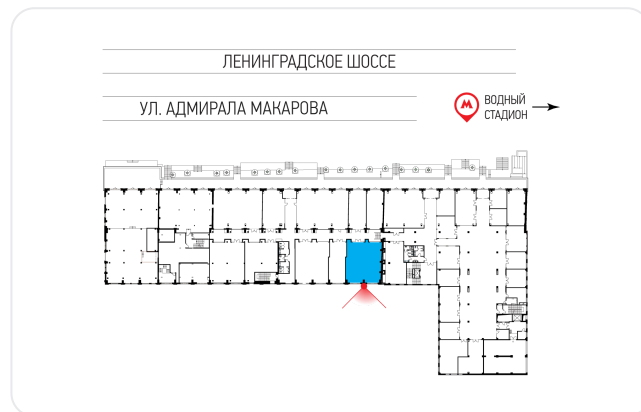 ЛЕНИНГРАДСКОЕ ШОССЕ
УЛ. АДМИРАЛА МАКАРОВА
М
ВОДНЫЙ
СТАДИОН